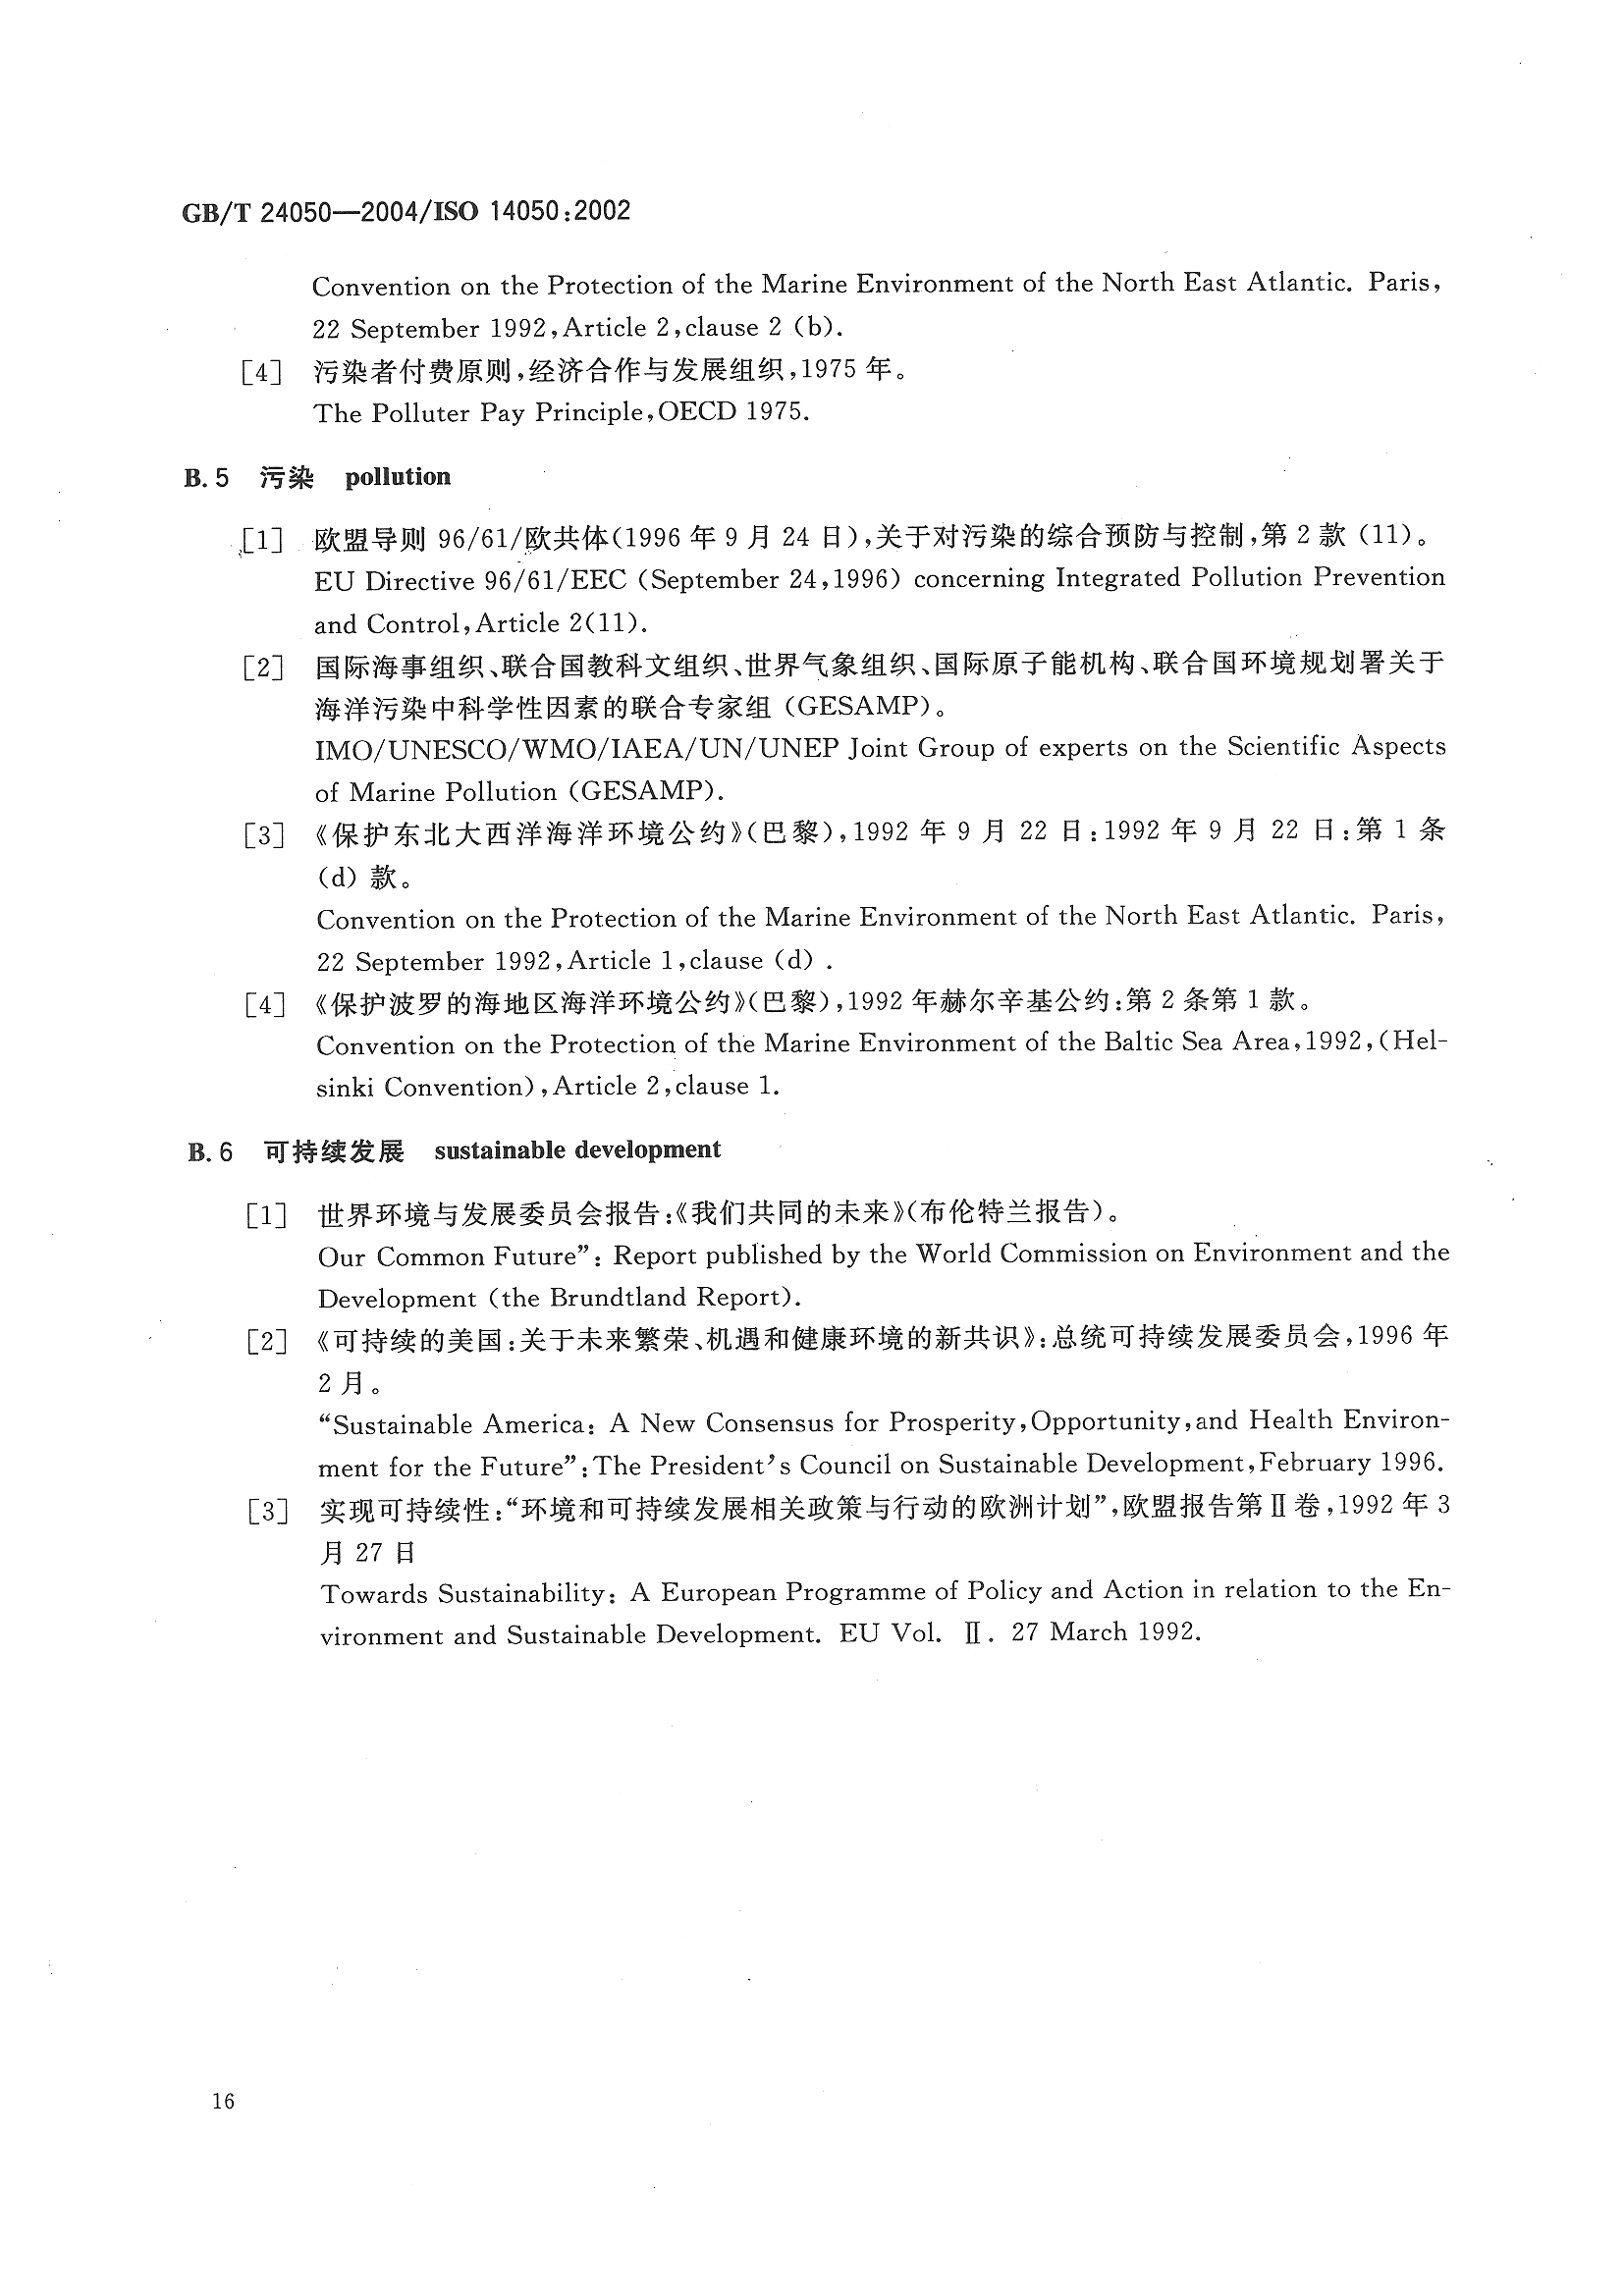 GB/T 24050—2004/ISO 14050:2002
Convention on the Protection of the Marine Environment of the North East Atlantic. Paris,
22 September 1992,Article 2,clause 2 (b).
[4] 污染者付费原则,经济合作与发展组织,1975 年。
The Polluter Pay Principle,OECD 1975.
B.5 污染 pollution
[1] 欧盟导则 96/61/欧共体(1996 年 9 月 24 日),关于对污染的综合预防与控制,第 2 款 (11)。
EU Directive 96/61/EEC (September 24,1996) concerning Integrated Pollution Prevention
and Control,Article 2(11).
[2] 国际海事组织、联合国教科文组织、世界气象组织、国际原子能机构、联合国环境规划署关于
海洋污染中科学性因素的联合专家组 (GESAMP)。
IMO/UNESCO/WMO/IAEA/UN/UNEP Joint Group of experts on the Scientific Aspects
of Marine Pollution (GESAMP).
[3] 《保护东北大西洋海洋环境公约》(巴黎),1992 年 9 月 22 日:1992 年 9 月 22 日:第 1 条
(d) 款。
Convention on the Protection of the Marine Environment of the North East Atlantic. Paris,
22 September 1992,Article 1,clause (d) .
[4] 《保护波罗的海地区海洋环境公约》(巴黎),1992 年赫尔辛基公约:第 2 条第 1 款。
Convention on the Protection of the Marine Environment of the Baltic Sea Area,1992,(Hel-
sinki Convention),Article 2,clause 1.
B.6 可持续发展 sustainable development
[1] 世界环境与发展委员会报告:《我们共同的未来》(布伦特兰报告)。
Our Common Future”: Report published by the World Commission on Environment and the
Development (the Brundtland Report).
[2] 《可持续的美国:关于未来繁荣、机遇和健康环境的新共识》:总统可持续发展委员会,1996 年
2 月。
“Sustainable America: A New Consensus for Prosperity,Opportunity,and Health Environ-
ment for the Future”:The President’s Council on Sustainable Development,February 1996.
[3] 实现可持续性:“环境和可持续发展相关政策与行动的欧洲计划”,欧盟报告第Ⅱ卷,1992 年 3
月 27 日
Towards Sustainability: A European Programme of Policy and Action in relation to the En-
vironment and Sustainable Development. EU Vol. Ⅱ. 27 March 1992.
16